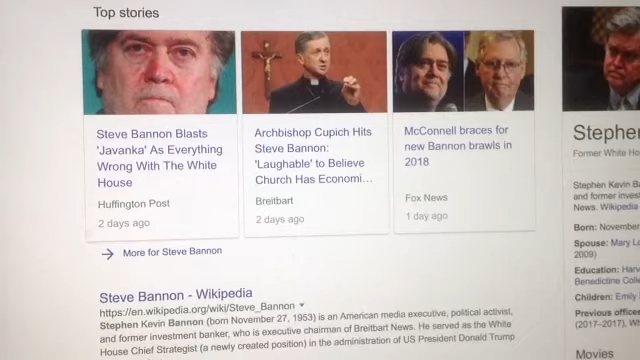 Top stories
Steve Bannon Blasts
'Javanka' As Everything
Wrong With The White
House
Huffington Post
2 days ago
Archbishop Cupich Hits
Steve Bannon:
'Laughable' to Believe
Church Has Economi...
Breitbart
2 days ago
McConnell braces for
new Bannon brawls in
2018
Fox News
1 day ago
More for Steve Bannon
Steve Bannon - Wikipedia
https://en.wikipedia.org/wiki/Steve_Bannon
Stephen Kevin Bannon (born November 27, 1953) is an American media executive, political activist,
and former investment banker, who is executive chairman of Breitbart News. He served as the White
House Chief Strategist (a newly created position) in the administration of US President Donald Trump
Stephen
Former White Ho
Stephen Kevin Ba
and former invest
News. Wikipedia
Born: November
Spouse: Mary Lo
2009)
Education: Harv
Benedictine Colle
Children: Emily
Previous office
(2017–2017), Wh
Movies